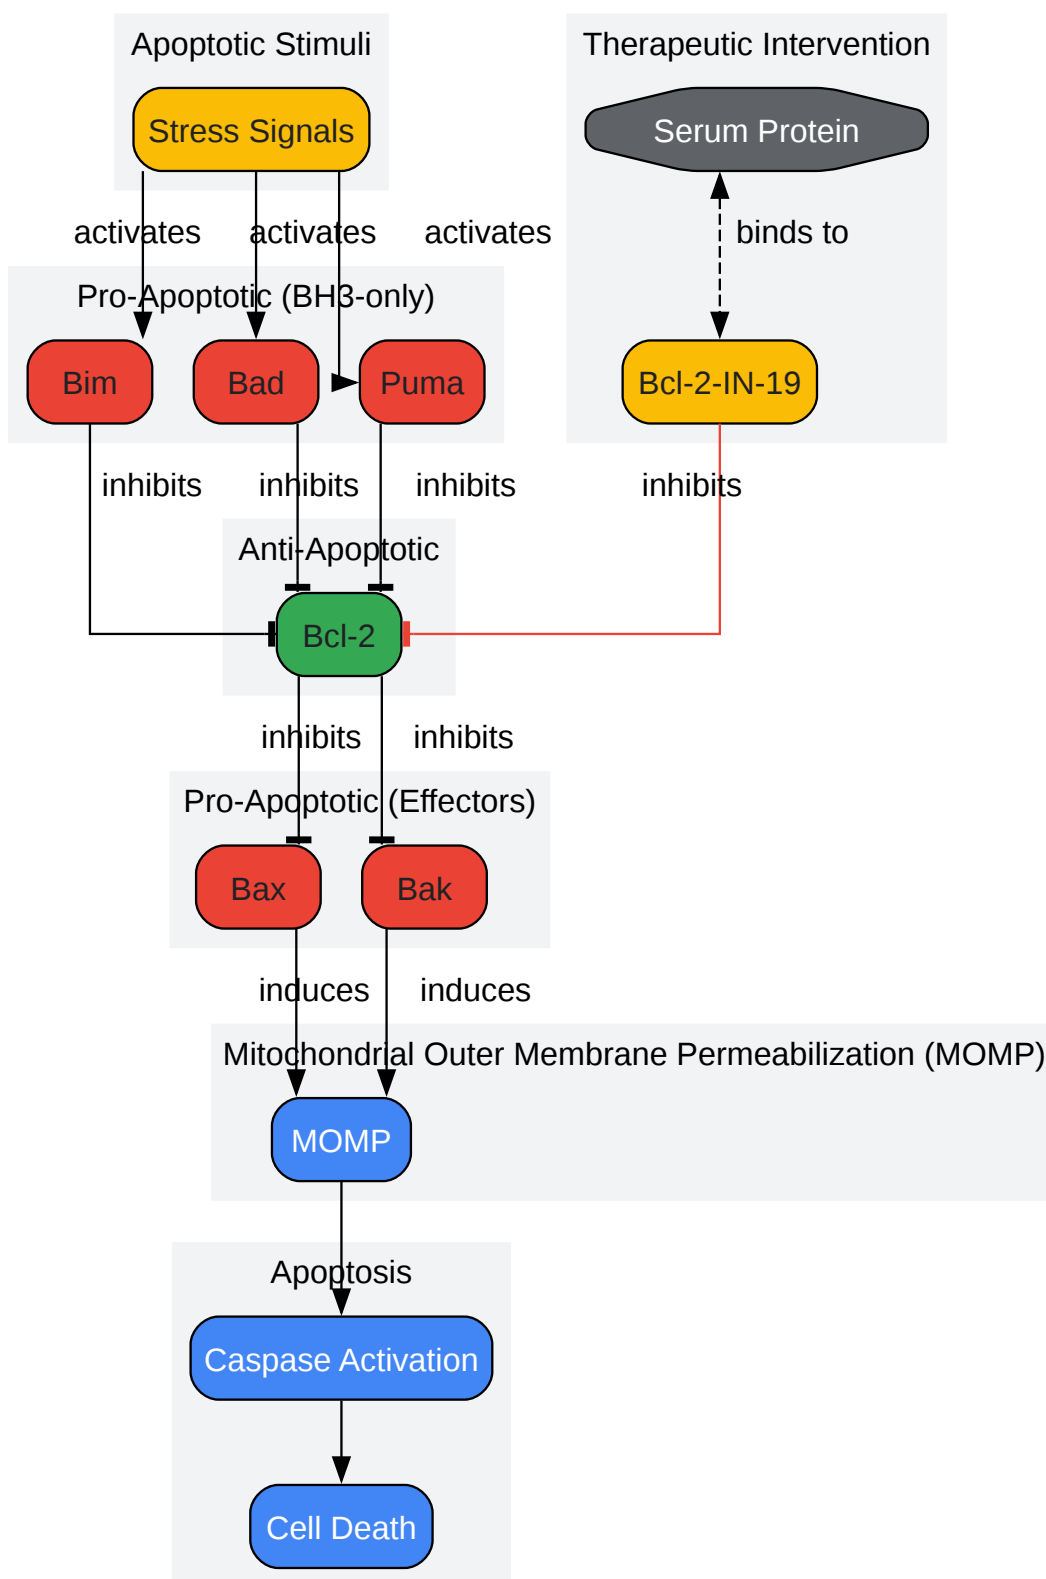 Apoptotic Stimuli
Therapeutic Intervention
Stress Signals
Serum Protein
activates
activates
activates
binds to
Pro-Apoptotic (BH3-only)
Bim
Bad
Puma
Bcl-2-IN-19
inhibits
inhibits
inhibits
inhibits
Anti-Apoptotic
Bcl-2
inhibits
inhibits
Pro-Apoptotic (Effectors)
Bax
Bak
induces
induces
Mitochondrial Outer Membrane Permeabilization (MOMP)
MOMP
Apoptosis
Caspase Activation
Cell Death